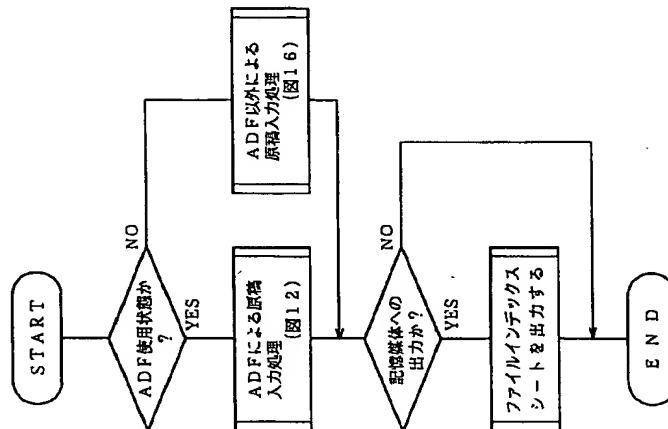 START
ADF使用状態か
?
NO
YES
ADFによる原稿
入力処理
(図12)
ADF以外による
原稿入力処理
(図16)
記憶媒体への
出力か?
NO
YES
ファイルインデックス
シートを出力する
END